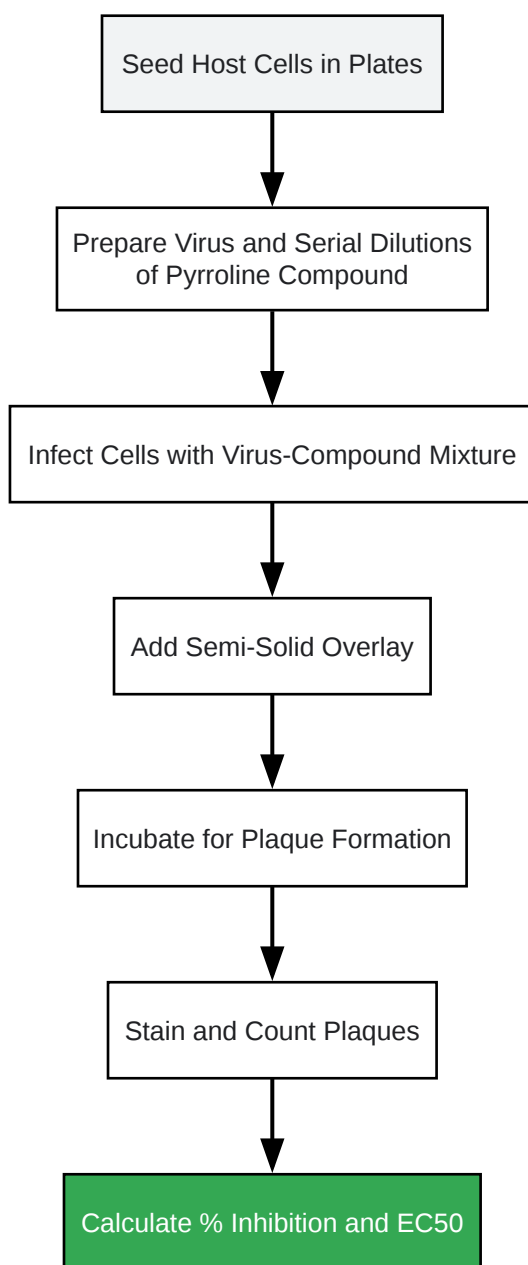 Seed Host Cells in Plates
Prepare Virus and Serial Dilutions
of Pyrroline Compound
Infect Cells with Virus-Compound Mixture
Add Semi-Solid Overlay
Incubate for Plaque Formation
Stain and Count Plaques
Calculate % Inhibition and EC50